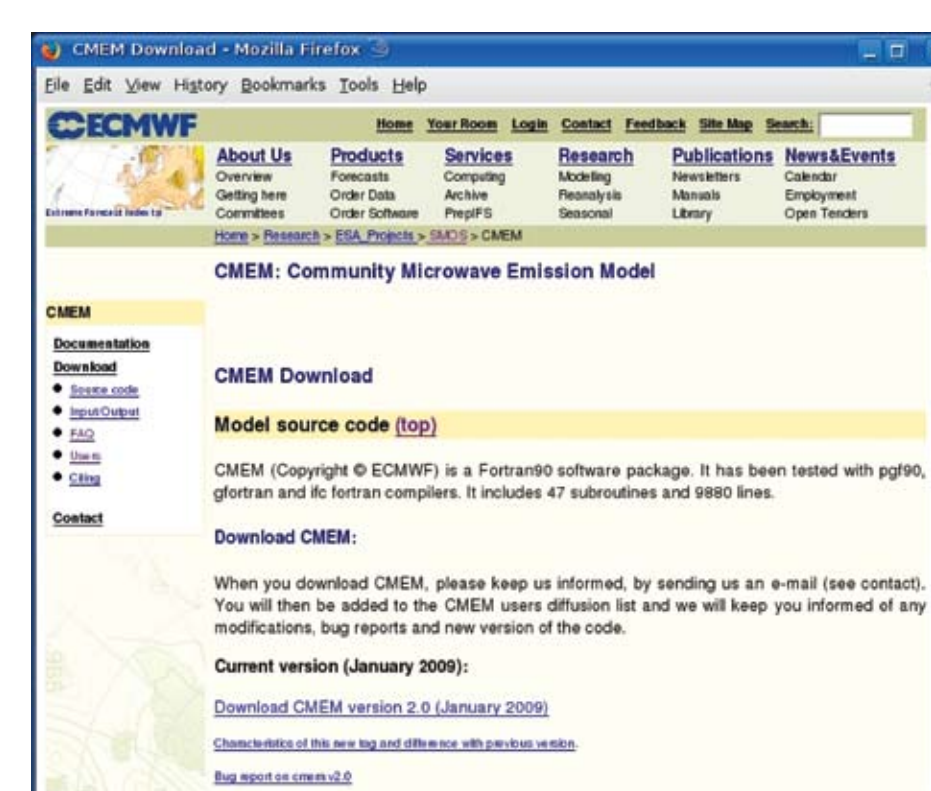 CMEM Download - Mozilla Firefox
File Edit View History Bookmarks Tools Help
ECMWF
Home Your Room Login Contact Feedback Site Map Search:
About Us Products Services Research Publications News&Events
Overview Forecasts Computing Modelling Newsletters Calendar
Getting here Order Data Archive Reanalysis Manuals Employment
Committees Order Software PrepIFS Seasonal Library Open Tenders
Extreme Forecast Index to
Home > Research > ESA_Projects > SMOS > CMEM
CMEM: Community Microwave Emission Model
CMEM
Documentation
Download
Source code
Input/Output
FAQ
Users
Citing
Contact
CMEM Download
Model source code (top)
CMEM (Copyright © ECMWF) is a Fortran90 software package. It has been tested with pgf90,
gfortran and ifc fortran compilers. It includes 47 subroutines and 9880 lines.
Download CMEM:
When you download CMEM, please keep us informed, by sending us an e-mail (see contact).
You will then be added to the CMEM users diffusion list and we will keep you informed of any
modifications, bug reports and new version of the code.
Current version (January 2009):
Download CMEM version 2.0 (January 2009)
Characteristics of this new tag and difference with previous version.
Bug report on cmem v2.0